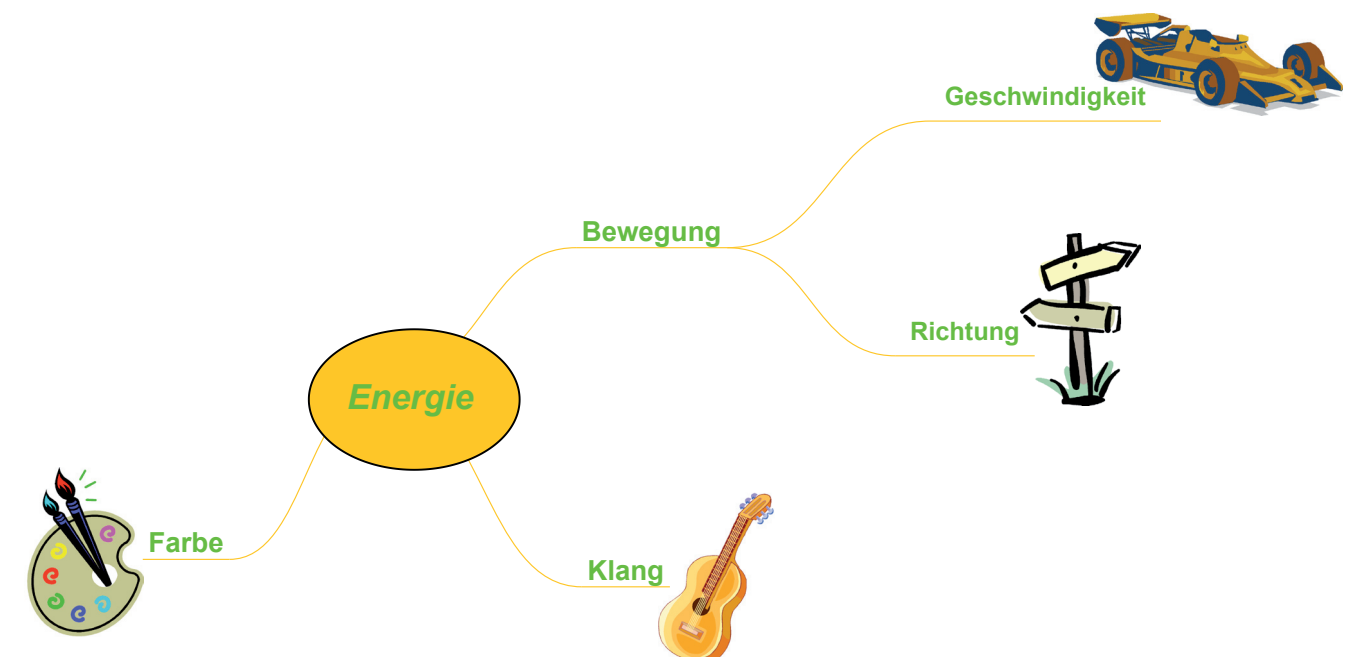 Geschwindigkeit
Bewegung
Richtung
Energie
Farbe
Klang